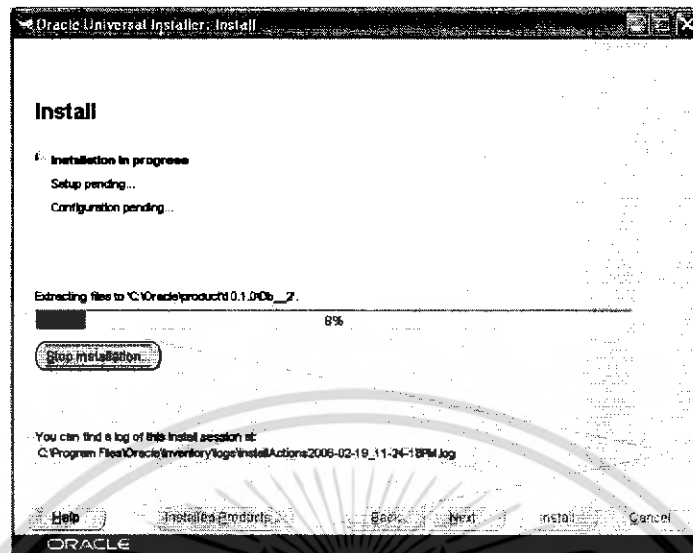 Oracle Universal Installer: Install
Install
Installation in progress
Setup pending...
Configuration pending...
Extracting files to 'C:\Oracle\product\10.1.0\Db__2'.
8%
Stop installation...
You can find a log of this install session at:
C:\Program Files\Oracle\Inventory\logs\installActions2006-02-19_11-24-18PM.log
Help
Installed Products...
Back
Next
Install
Cancel
ORACLE